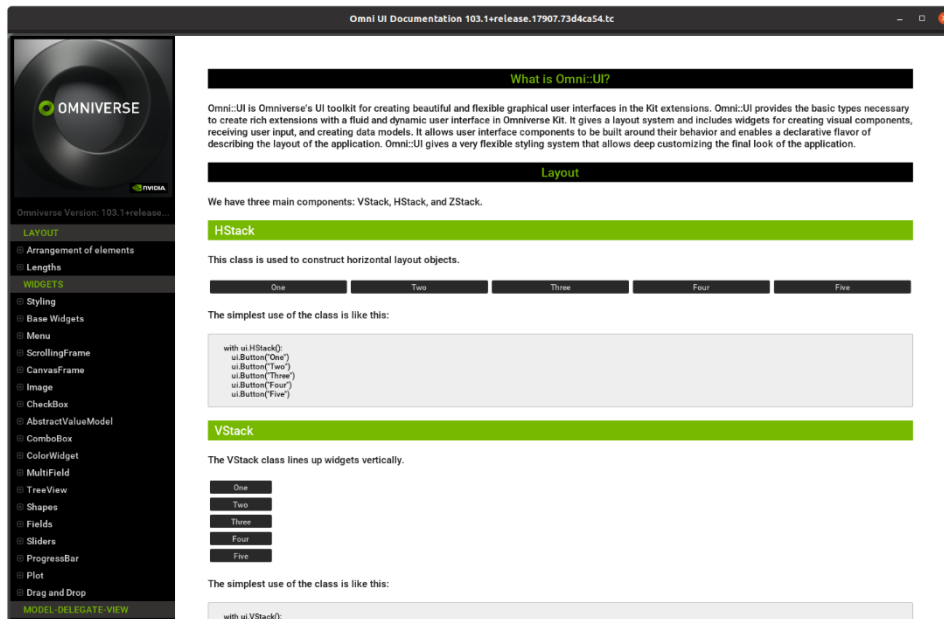 Omni UI Documentation 103.1+release.17907.73d4ca54.tc
OMNIVERSE
NVIDIA.
Omniverse Version: 103.1+release...
LAYOUT
Arrangement of elements
Lengths
WIDGETS
Styling
Base Widgets
Menu
ScrollingFrame
CanvasFrame
Image
CheckBox
AbstractValueModel
ComboBox
ColorWidget
MultiField
TreeView
Shapes
Fields
Sliders
ProgressBar
Plot
Drag and Drop
MODEL-DELEGATE-VIEW
What is Omni::UI?
Omni::UI is Omniverse's UI toolkit for creating beautiful and flexible graphical user interfaces in the Kit extensions. Omni::UI provides the basic types necessary
to create rich extensions with a fluid and dynamic user interface in Omniverse Kit. It gives a layout system and includes widgets for creating visual components,
receiving user input, and creating data models. It allows user interface components to be built around their behavior and enables a declarative flavor of
describing the layout of the application. Omni::UI gives a very flexible styling system that allows deep customizing the final look of the application.
Layout
We have three main components: VStack, HStack, and ZStack.
HStack
This class is used to construct horizontal layout objects.
One Two Three Four Five
The simplest use of the class is like this:
with ui.HStack():
ui.Button("One")
ui.Button("Two")
ui.Button("Three")
ui.Button("Four")
ui.Button("Five")
VStack
The VStack class lines up widgets vertically.
One
Two
Three
Four
Five
The simplest use of the class is like this:
with ui.VStack():